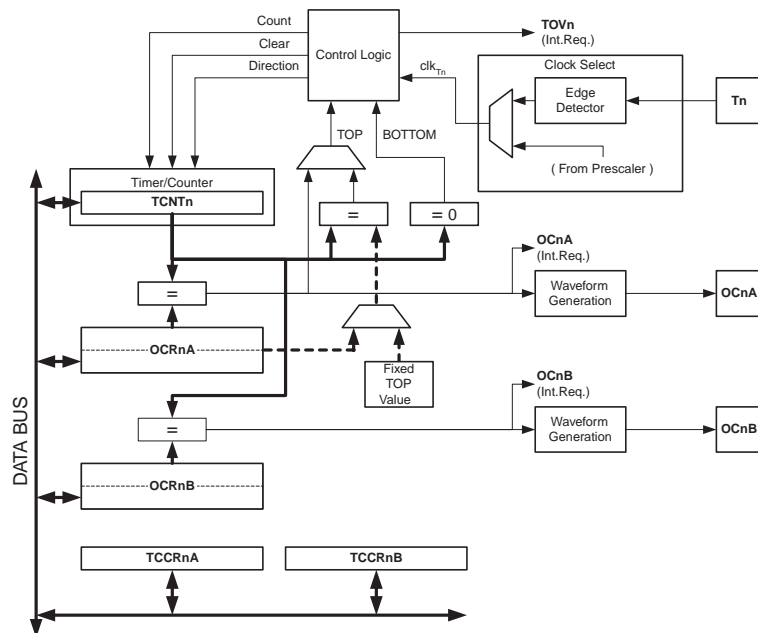 Count
Clear
Direction
Control Logic
TOVn
(Int.Req.)
clkTn
Clock Select
Edge
Detector
Tn
( From Prescaler )
TOP
BOTTOM
Timer/Counter
TCNTn
=
= 0
=
OCnA
(Int.Req.)
Waveform
Generation
OCnA
OCRnA
Fixed
TOP
Value
=
OCnB
(Int.Req.)
Waveform
Generation
OCnB
OCRnB
DATA BUS
TCCRnA
TCCRnB